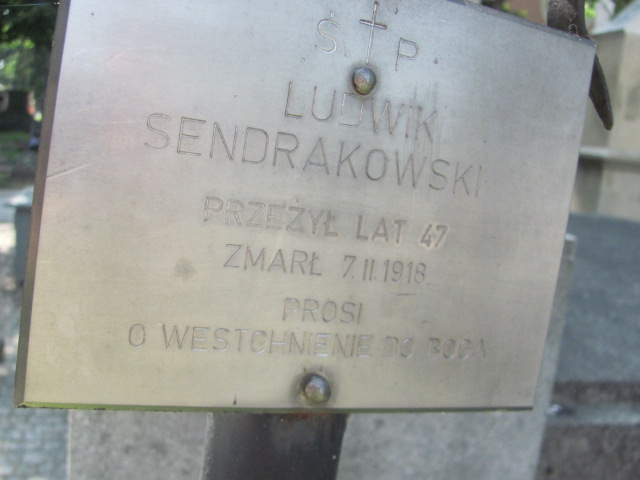 Ś. P
LUDWIK
SENDRAKOWSKI
PRZEŻYŁ LAT 47
ZMARŁ 7.II.1918
PROSI
O WESTCHNIENIE DO BOGA